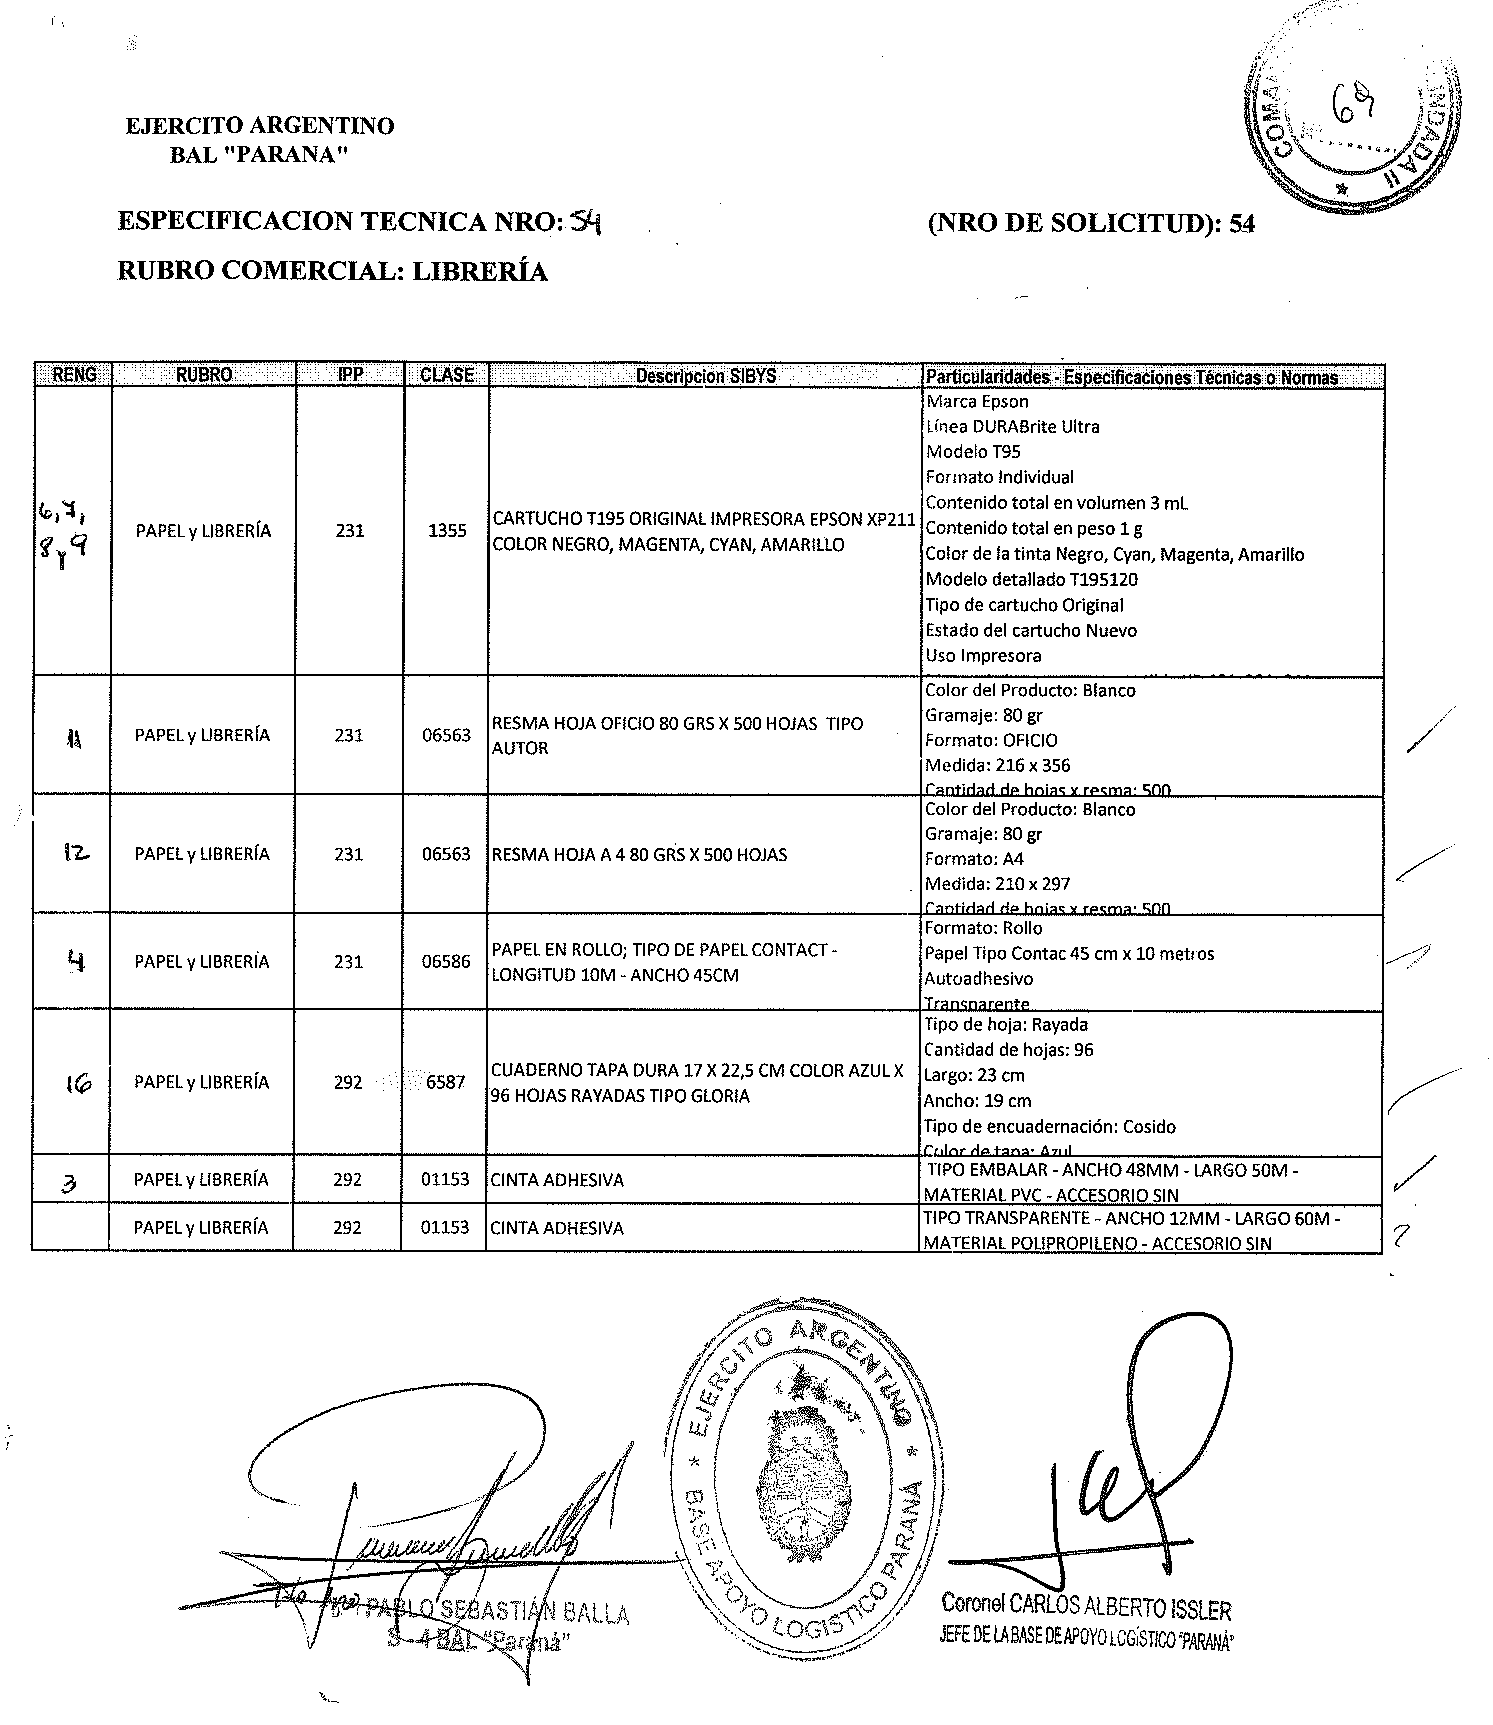 COMA
NDADA II
69
EJERCITO ARGENTINO
BAL "PARANA"
ESPECIFICACION TECNICA NRO: 54
(NRO DE SOLICITUD): 54
RUBRO COMERCIAL: LIBRERÍA
RENG RUBRO IPP CLASE Descripcion SIBYS Particularidades - Especificaciones Técnicas o Normas
6, 7,
8 y 9
PAPEL y LIBRERÍA 231 1355
CARTUCHO T195 ORIGINAL IMPRESORA EPSON XP211
COLOR NEGRO, MAGENTA, CYAN, AMARILLO
Marca Epson
Línea DURABrite Ultra
Modelo T95
Formato Individual
Contenido total en volumen 3 mL
Contenido total en peso 1 g
Color de la tinta Negro, Cyan, Magenta, Amarillo
Modelo detallado T195120
Tipo de cartucho Original
Estado del cartucho Nuevo
Uso Impresora
11 PAPEL y LIBRERÍA 231 06563
RESMA HOJA OFICIO 80 GRS X 500 HOJAS TIPO
AUTOR
Color del Producto: Blanco
Gramaje: 80 gr
Formato: OFICIO
Medida: 216 x 356
Cantidad de hojas x resma: 500
12 PAPEL y LIBRERÍA 231 06563 RESMA HOJA A 4 80 GRS X 500 HOJAS
Color del Producto: Blanco
Gramaje: 80 gr
Formato: A4
Medida: 210 x 297
Cantidad de hojas x resma: 500
4 PAPEL y LIBRERÍA 231 06586
PAPEL EN ROLLO; TIPO DE PAPEL CONTACT -
LONGITUD 10M - ANCHO 45CM
Formato: Rollo
Papel Tipo Contac 45 cm x 10 metros
Autoadhesivo
Transparente
16 PAPEL y LIBRERÍA 292 6587
CUADERNO TAPA DURA 17 X 22,5 CM COLOR AZUL X
96 HOJAS RAYADAS TIPO GLORIA
Tipo de hoja: Rayada
Cantidad de hojas: 96
Largo: 23 cm
Ancho: 19 cm
Tipo de encuadernación: Cosido
Color de tapa: Azul
3 PAPEL y LIBRERÍA 292 01153 CINTA ADHESIVA
TIPO EMBALAR - ANCHO 48MM - LARGO 50M -
MATERIAL PVC - ACCESORIO SIN
PAPEL y LIBRERÍA 292 01153 CINTA ADHESIVA
TIPO TRANSPARENTE - ANCHO 12MM - LARGO 60M -
MATERIAL POLIPROPILENO - ACCESORIO SIN
?
EJERCITO ARGENTINO
BASE APOYO LOGISTICO PARANÁ
PABLO SEBASTIÁN BALLA
S-4 BAL "Paraná"
Coronel CARLOS ALBERTO ISSLER
JEFE DE LA BASE DE APOYO LOGÍSTICO "PARANÁ"